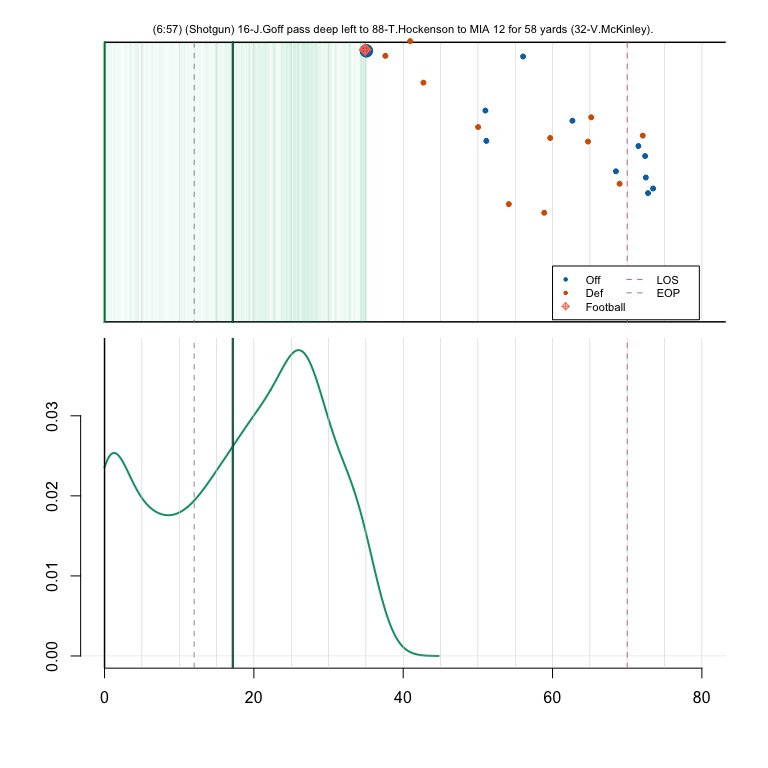 (6:57) (Shotgun) 16-J.Goff pass deep left to 88-T.Hockenson to MIA 12 for 58 yards (32-V.McKinley).
Off LOS
Def EOP
Football
0.03
0.02
0.01
0.00
0 20 40 60 80